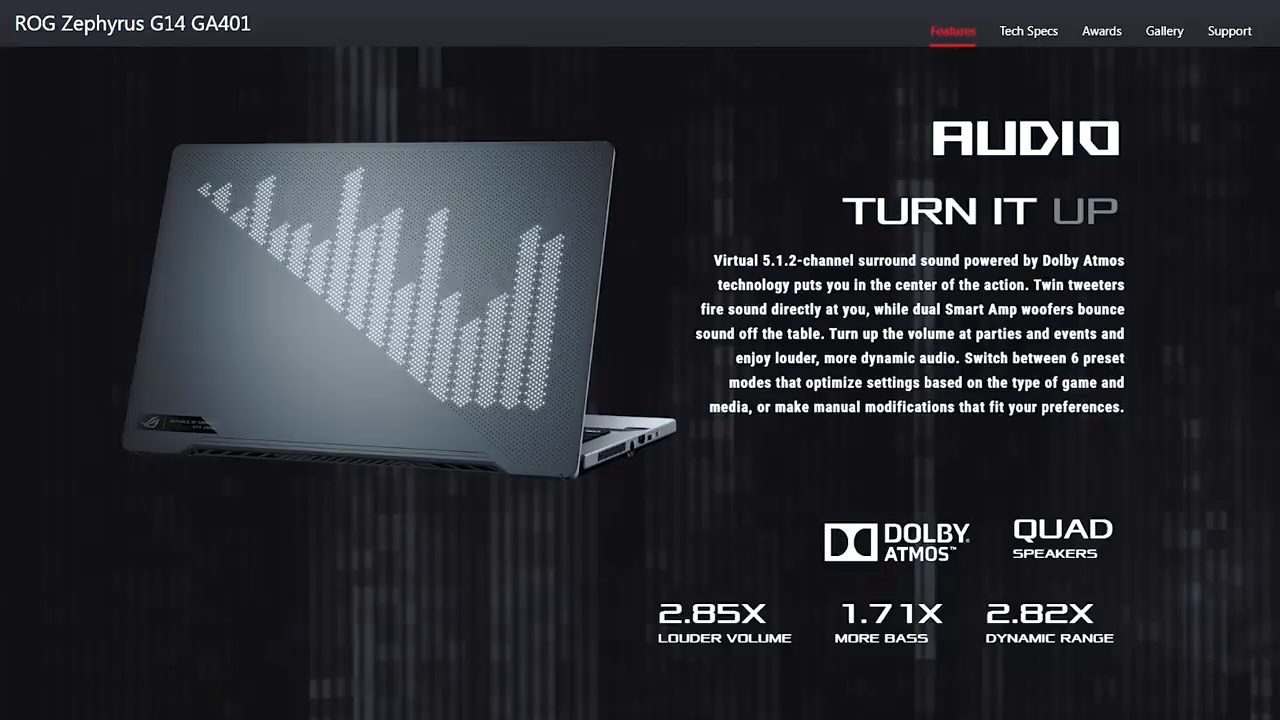 ROG Zephyrus G14 GA401
Features Tech Specs Awards Gallery Support
AUDIO
TURN IT UP
Virtual 5.1.2-channel surround sound powered by Dolby Atmos
technology puts you in the center of the action. Twin tweeters
fire sound directly at you, while dual Smart Amp woofers bounce
sound off the table. Turn up the volume at parties and events and
enjoy louder, more dynamic audio. Switch between 6 preset
modes that optimize settings based on the type of game and
media, or make manual modifications that fit your preferences.
DOLBY
ATMOS™
QUAD
SPEAKERS
2.85X
LOUDER VOLUME
1.71X
MORE BASS
2.82X
DYNAMIC RANGE